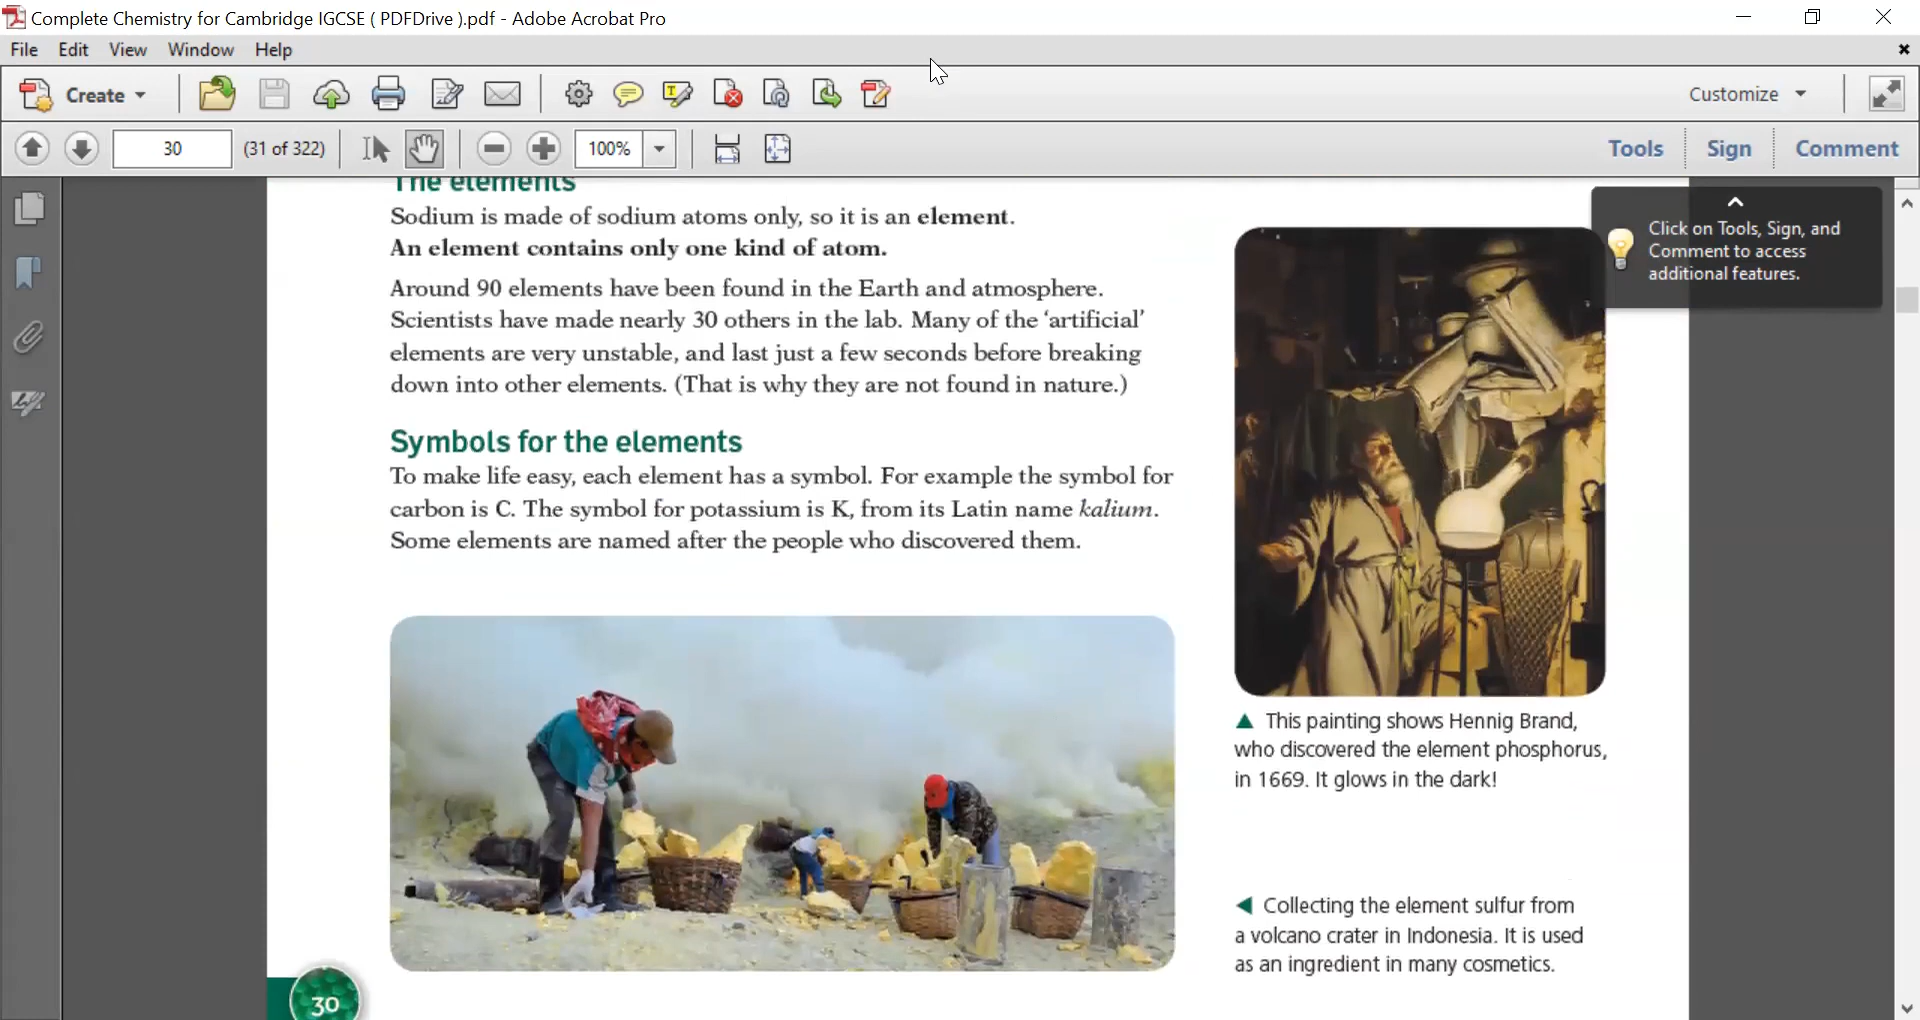 Complete Chemistry for Cambridge IGCSE ( PDFDrive ).pdf - Adobe Acrobat Pro
File Edit View Window Help
Create
Customize
30 (31 of 322) 100% Tools Sign Comment
The elements
Sodium is made of sodium atoms only, so it is an element.
An element contains only one kind of atom.
Around 90 elements have been found in the Earth and atmosphere.
Scientists have made nearly 30 others in the lab. Many of the ‘artificial’
elements are very unstable, and last just a few seconds before breaking
down into other elements. (That is why they are not found in nature.)
Symbols for the elements
To make life easy, each element has a symbol. For example the symbol for
carbon is C. The symbol for potassium is K, from its Latin name kalium.
Some elements are named after the people who discovered them.
Click on Tools, Sign, and
Comment to access
additional features.
▲ This painting shows Hennig Brand,
who discovered the element phosphorus,
in 1669. It glows in the dark!
◀ Collecting the element sulfur from
a volcano crater in Indonesia. It is used
as an ingredient in many cosmetics.
30